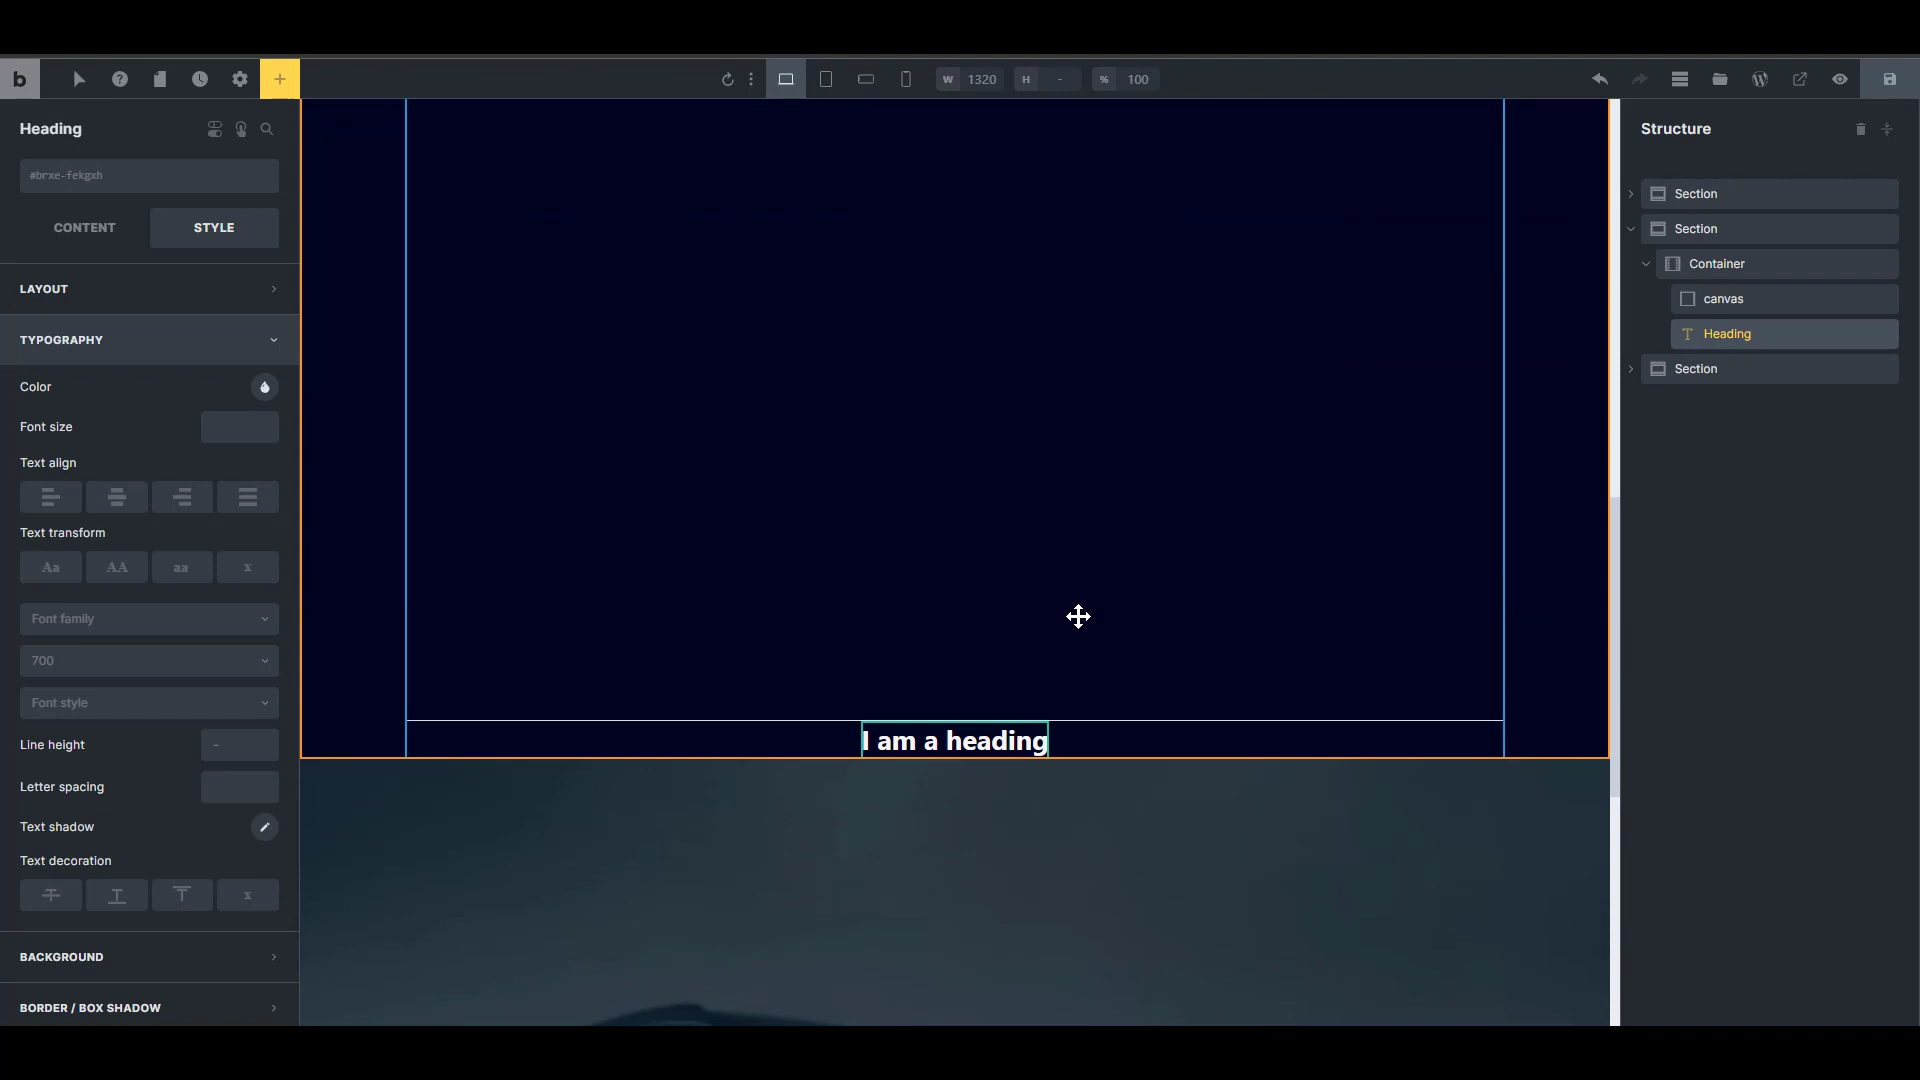 b
W 1320 H - % 100
Heading
#brxe-fekgxh
CONTENT STYLE
LAYOUT
TYPOGRAPHY
Color
Font size
Text align
Text transform
Aa AA aa x
Font family
700
Font style
Line height -
Letter spacing
Text shadow
Text decoration
x
BACKGROUND
BORDER / BOX SHADOW
I am a heading
Structure
Section
Section
Container
canvas
Heading
Section